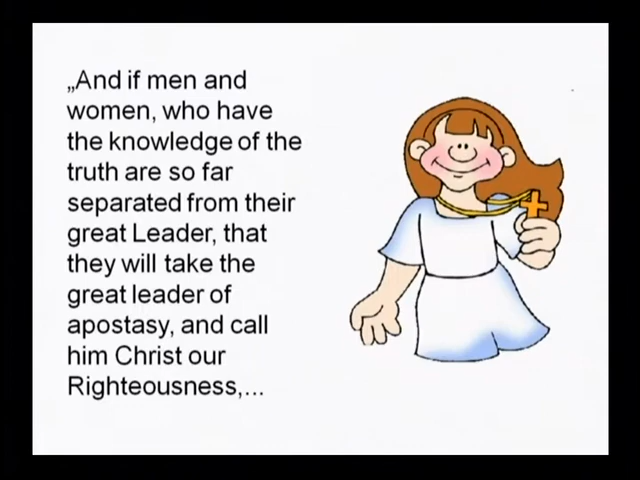 „And if men and
women, who have
the knowledge of the
truth are so far
separated from their
great Leader, that
they will take the
great leader of
apostasy, and call
him Christ our
Righteousness,...